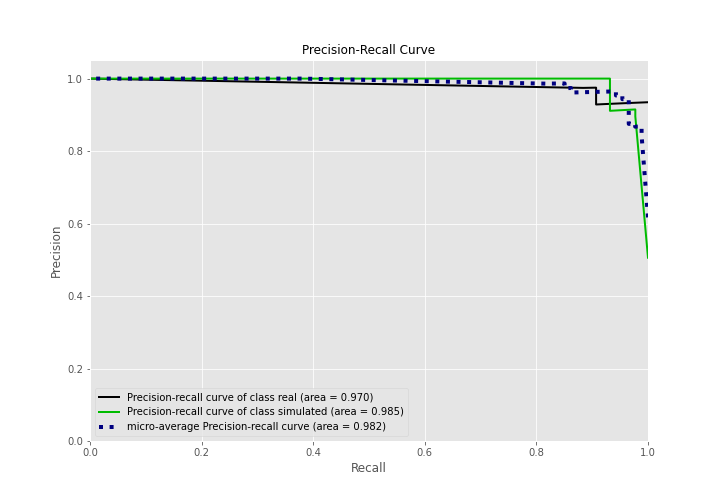 Precision-Recall Curve
1.0
0.8
0.6
0.4
0.2
0.0
Precision
Precision-recall curve of class real (area = 0.970)
Precision-recall curve of class simulated (area = 0.985)
micro-average Precision-recall curve (area = 0.982)
0.0 0.2 0.4 0.6 0.8 1.0
Recall